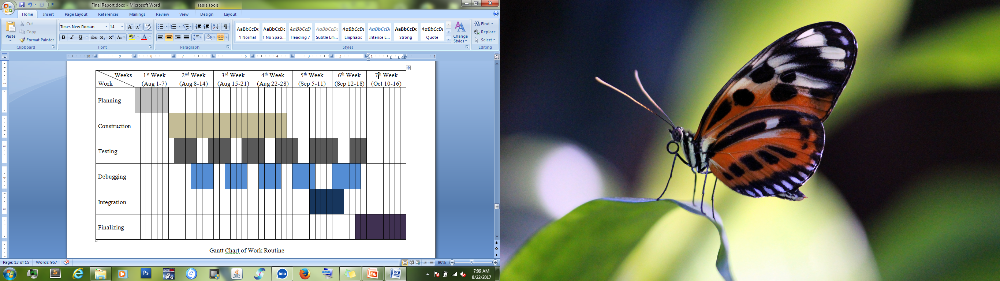 Final Report.docx - Microsoft Word
Table Tools
Home Insert Page Layout References Mailings Review View Design Layout
Paste
Cut
Copy
Format Painter
Clipboard
Times New Roman 14
Font
Paragraph
AaBbCcDc AaBbCcDc AaBbCcD AaBbCcDc AaBbCcDc AaBbCcDc AaBbCcDc AaBbCcDc
¶ Normal ¶ No Spaci... Heading 7 Subtle Em... Emphasis Intense E... Strong Quote
Change Styles
Styles
Find
Replace
Select
Editing
Weeks 1st Week 2nd Week 3rd Week 4th Week 5th Week 6th Week 7th Week
Work (Aug 1-7) (Aug 8-14) (Aug 15-21) (Aug 22-28) (Sep 5-11) (Sep 12-18) (Oct 10-16)
Planning
Construction
Testing
Debugging
Integration
Finalizing
Gantt Chart of Work Routine
Page: 13 of 15 Words: 957 90%
Ps imo
7:09 AM
8/22/2017